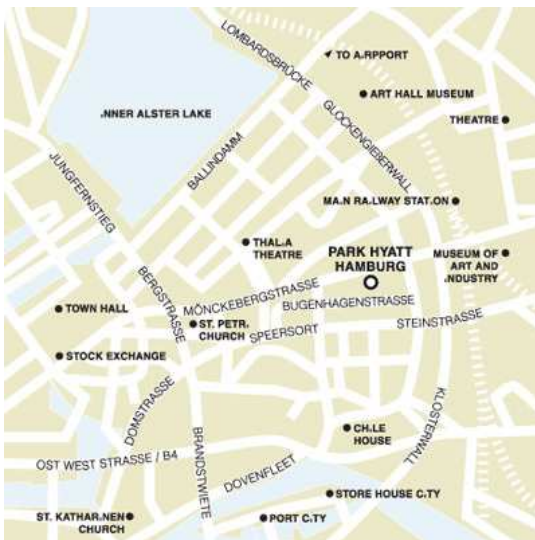 LOMBARDSBRÜCKE
TO A.RPPORT
ART HALL MUSEUM
.NNER ALSTER LAKE
THEATRE
GLOCKENGIEBERWALL
BALLINDAMM
JUNGFERNSTIEG
MA.N RA.LWAY STAT.ON
THAL.A
THEATRE
PARK HYATT
HAMBURG
MUSEUM OF
ART AND
.NDUSTRY
BERGSTRASSE
MÖNCKEBERGSTRASSE
BUGENHAGENSTRASSE
TOWN HALL
ST. PETR.
CHURCH
SPEERSORT
STEINSTRASSE
STOCK EXCHANGE
DOMSTRASSE
BRANDSTWIETE
KLOSTERWALL
CH.LE
HOUSE
OST WEST STRASSE / B4
DOVENFLEET
STORE HOUSE C.TY
ST. KATHAR.NEN
CHURCH
PORT C.TY